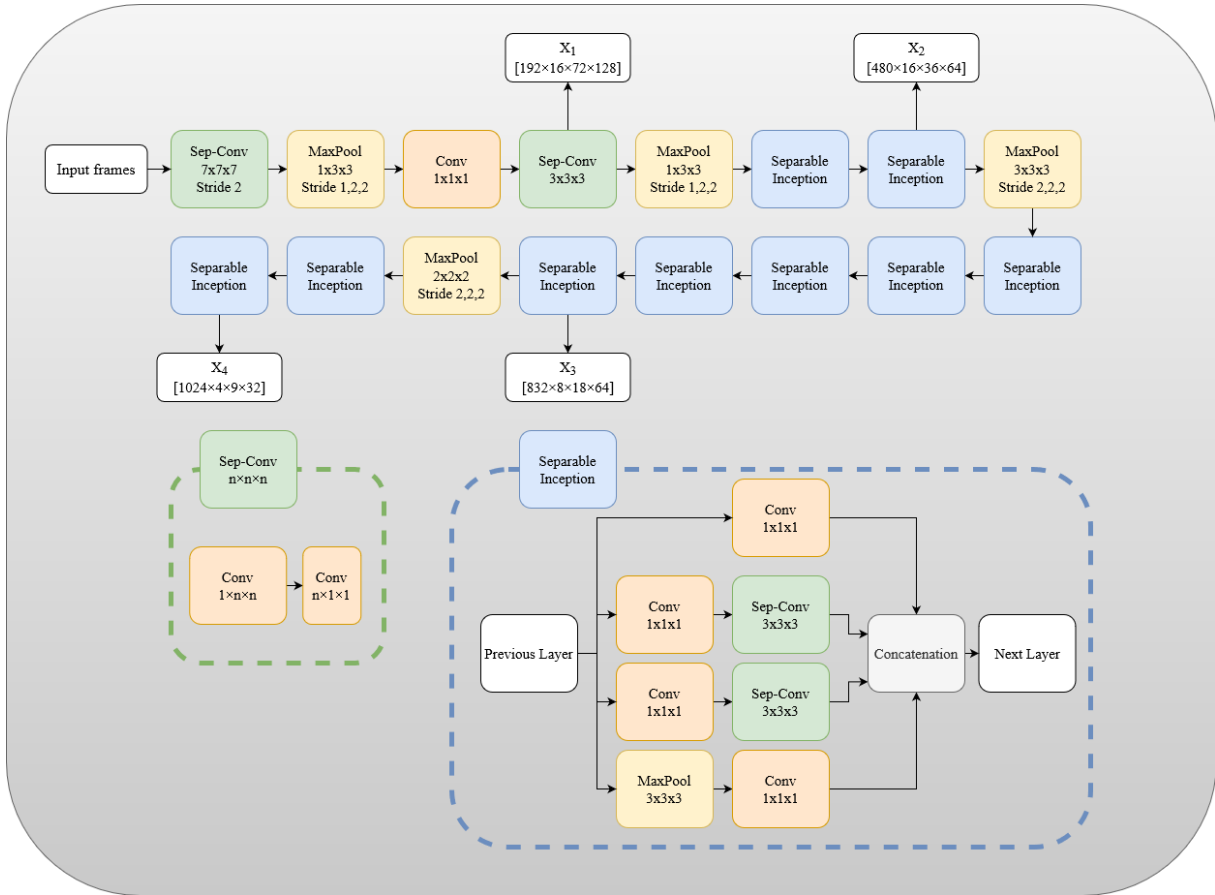 X₁
[192×16×72×128]
X₂
[480×16×36×64]
Input frames
Sep-Conv
7x7x7
Stride 2
MaxPool
1x3x3
Stride 1,2,2
Conv
1x1x1
Sep-Conv
3x3x3
MaxPool
1x3x3
Stride 1,2,2
Separable
Inception
Separable
Inception
MaxPool
3x3x3
Stride 2,2,2
Separable
Inception
Separable
Inception
MaxPool
2x2x2
Stride 2,2,2
Separable
Inception
Separable
Inception
Separable
Inception
Separable
Inception
Separable
Inception
X₄
[1024×4×9×32]
X₃
[832×8×18×64]
Sep-Conv
n×n×n
Conv
1×n×n
Conv
n×1×1
Separable
Inception
Conv
1x1x1
Conv
1x1x1
Sep-Conv
3x3x3
Previous Layer
Concatenation
Next Layer
Conv
1x1x1
Sep-Conv
3x3x3
MaxPool
3x3x3
Conv
1x1x1